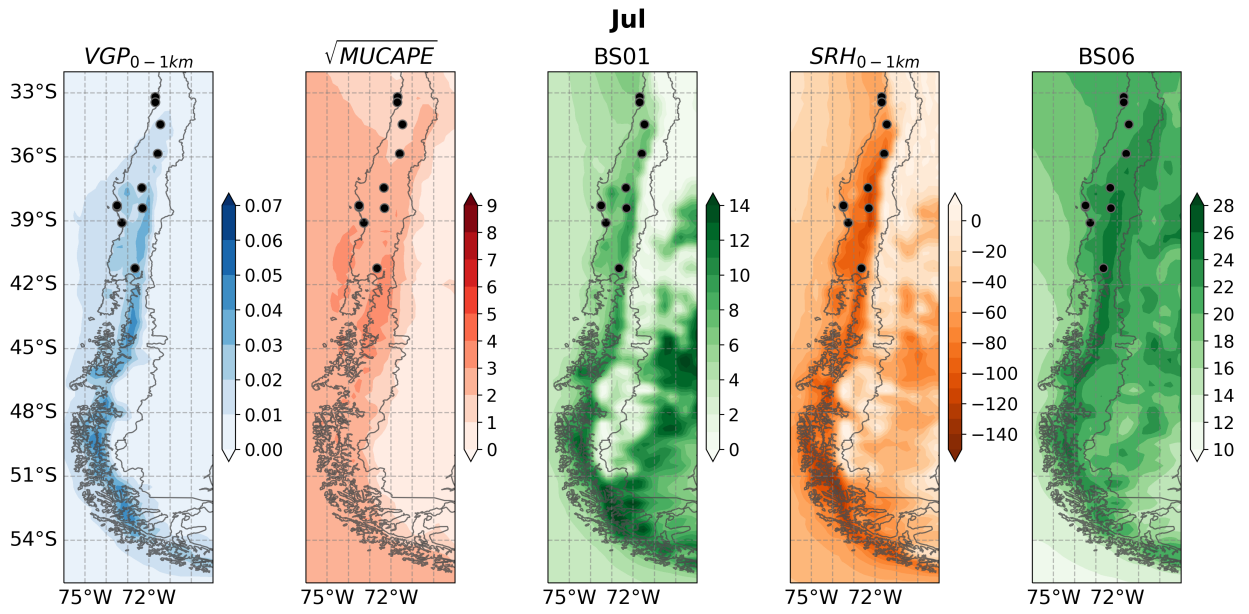 Jul
VGP0−1km
√MUCAPE
BS01
SRH0−1km
BS06
33°S
36°S
39°S
42°S
45°S
48°S
51°S
54°S
75°W 72°W
75°W 72°W
75°W 72°W
75°W 72°W
75°W 72°W
0.07
0.06
0.05
0.04
0.03
0.02
0.01
0.00
9
8
7
6
5
4
3
2
1
0
14
12
10
8
6
4
2
0
0
−20
−40
−60
−80
−100
−120
−140
28
26
24
22
20
18
16
14
12
10